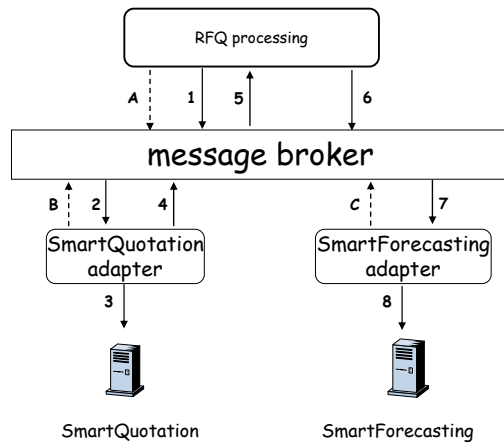 RFQ processing
A
1
5
6
message broker
B
2
4
C
7
SmartQuotation
adapter
SmartForecasting
adapter
3
8
SmartQuotation
SmartForecasting